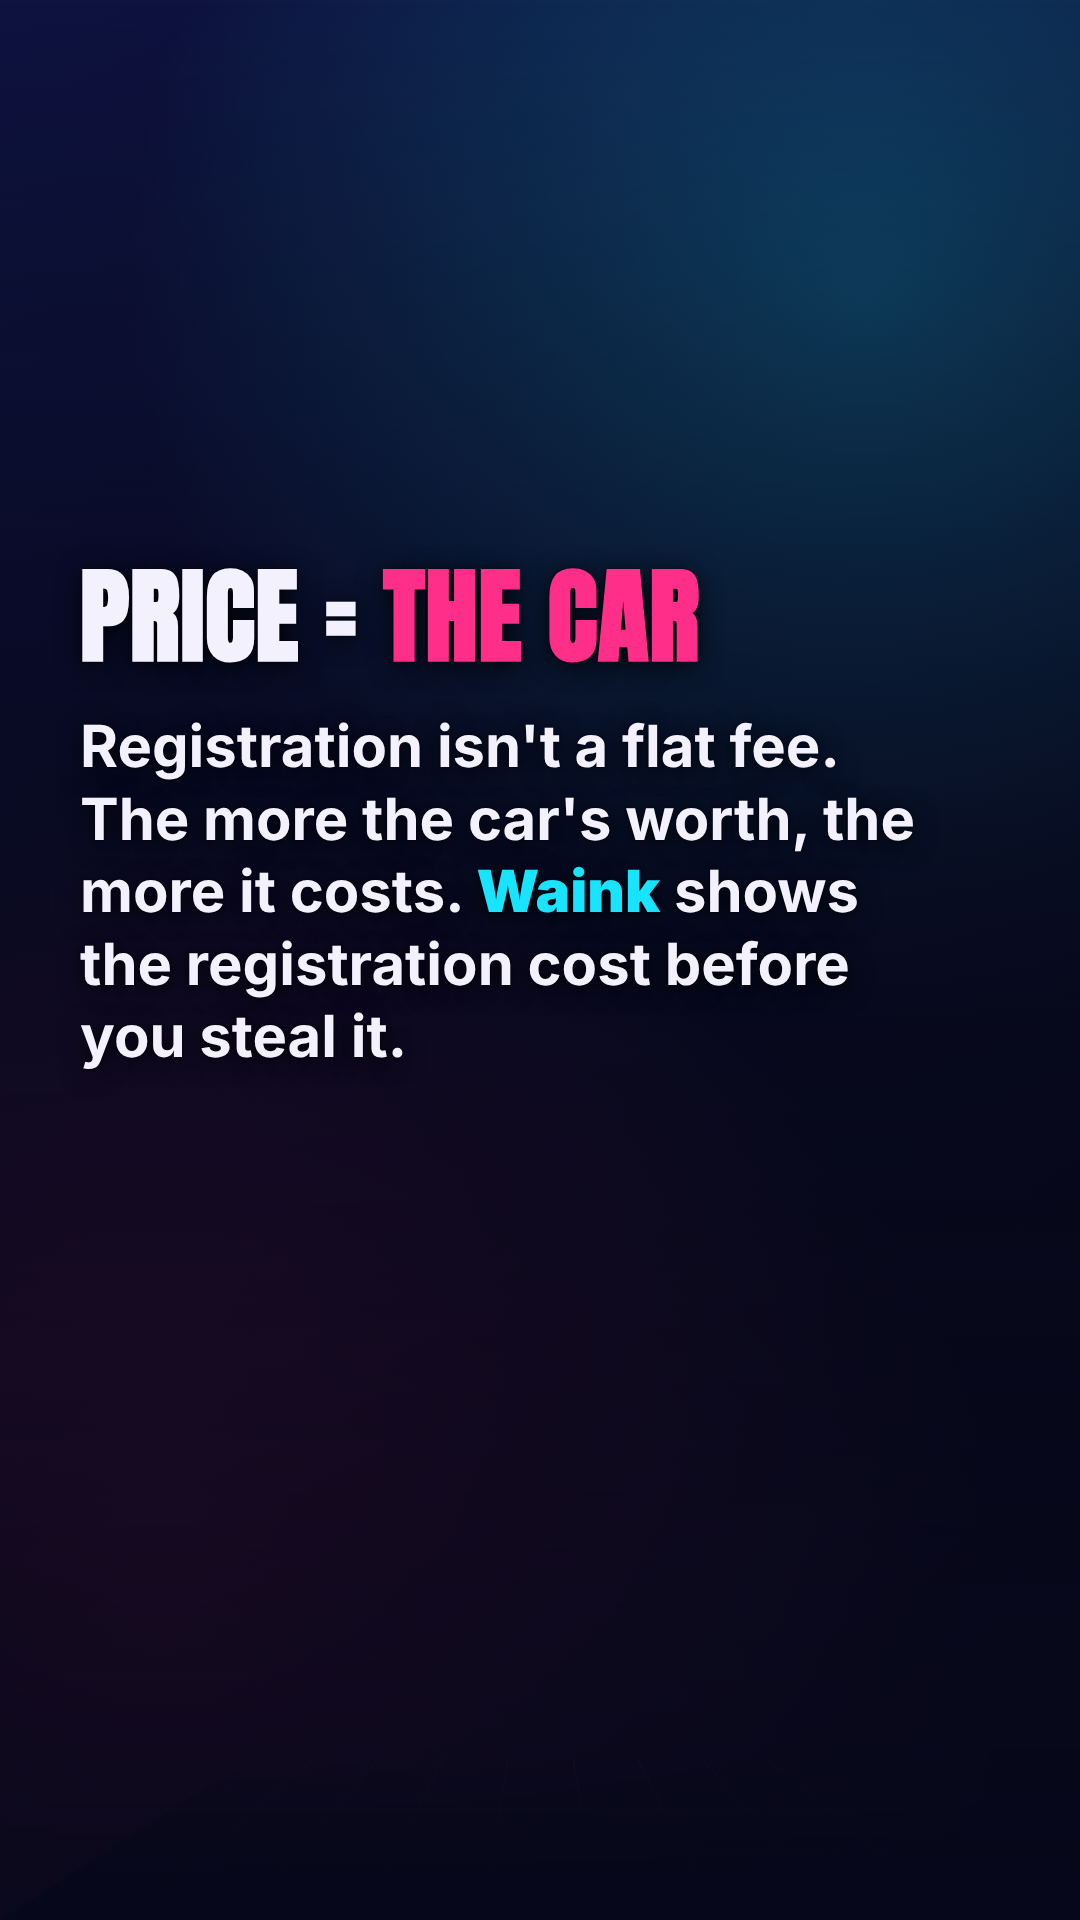 PRICE = THE CAR
Registration isn't a flat fee.
The more the car's worth, the
more it costs. Waink shows
the registration cost before
you steal it.